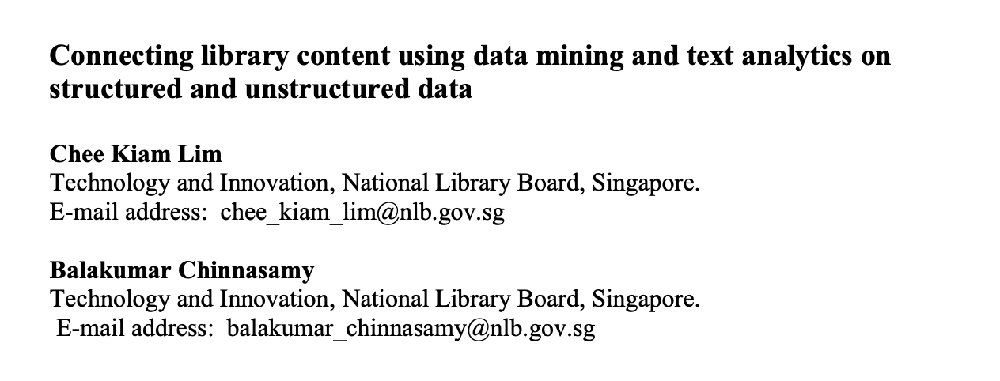 Connecting library content using data mining and text analytics on
structured and unstructured data
Chee Kiam Lim
Technology and Innovation, National Library Board, Singapore.
E-mail address:  chee_kiam_lim@nlb.gov.sg
Balakumar Chinnasamy
Technology and Innovation, National Library Board, Singapore.
E-mail address:  balakumar_chinnasamy@nlb.gov.sg